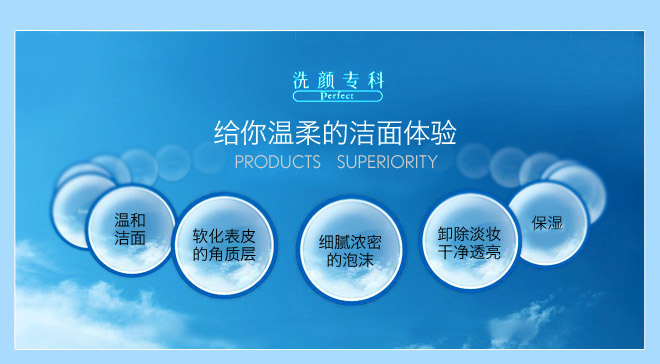 洗颜专科
Perfect
给你温柔的洁面体验
PRODUCTS SUPERIORITY
温和
洁面
软化表皮
的角质层
细腻浓密
的泡沫
卸除淡妆
干净透亮
保湿